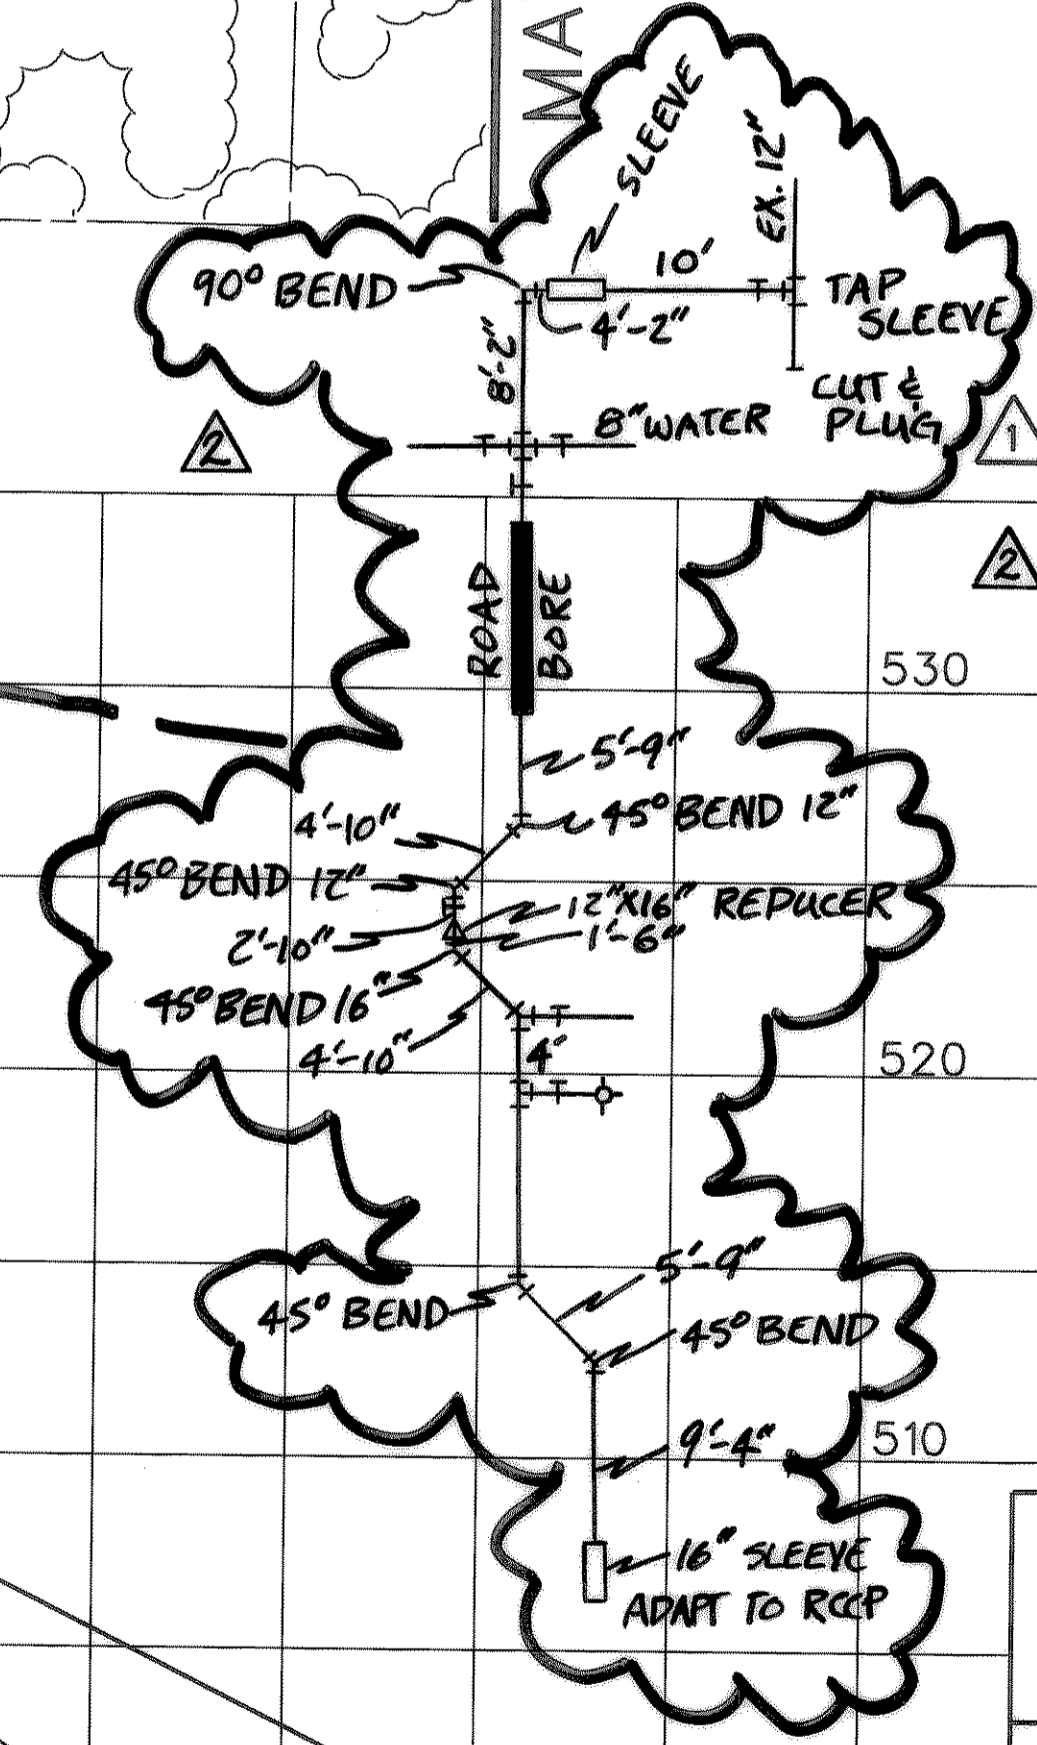 MA
SLEEVE
EX. 12"
10'
90° BEND
TAP
SLEEVE
4'-2"
8'-2"
CUT &
PLUG
8" WATER
1
2
2
ROAD
BORE
530
5'-9"
4'-10"
45° BEND 12"
45° BEND 12"
12"X16" REDUCER
2'-10"
1'-6"
45° BEND 16"
4'-10"
4'
520
5'-9"
45° BEND
45° BEND
9'-4"
510
16" SLEEVE
ADAPT TO RCCP